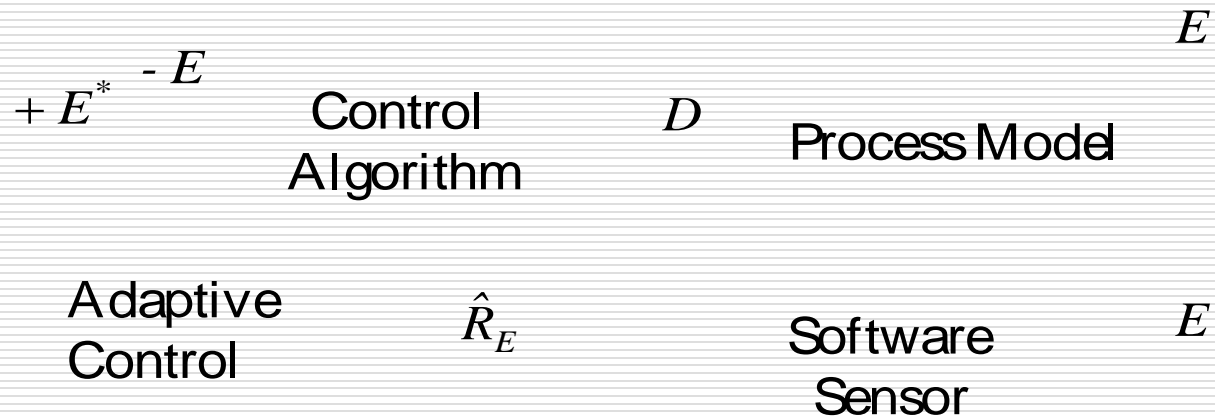 E
- E
+ E*
Control
Algorithm
D
Process Model
Adaptive
Control
R̂_E
Software
Sensor
E